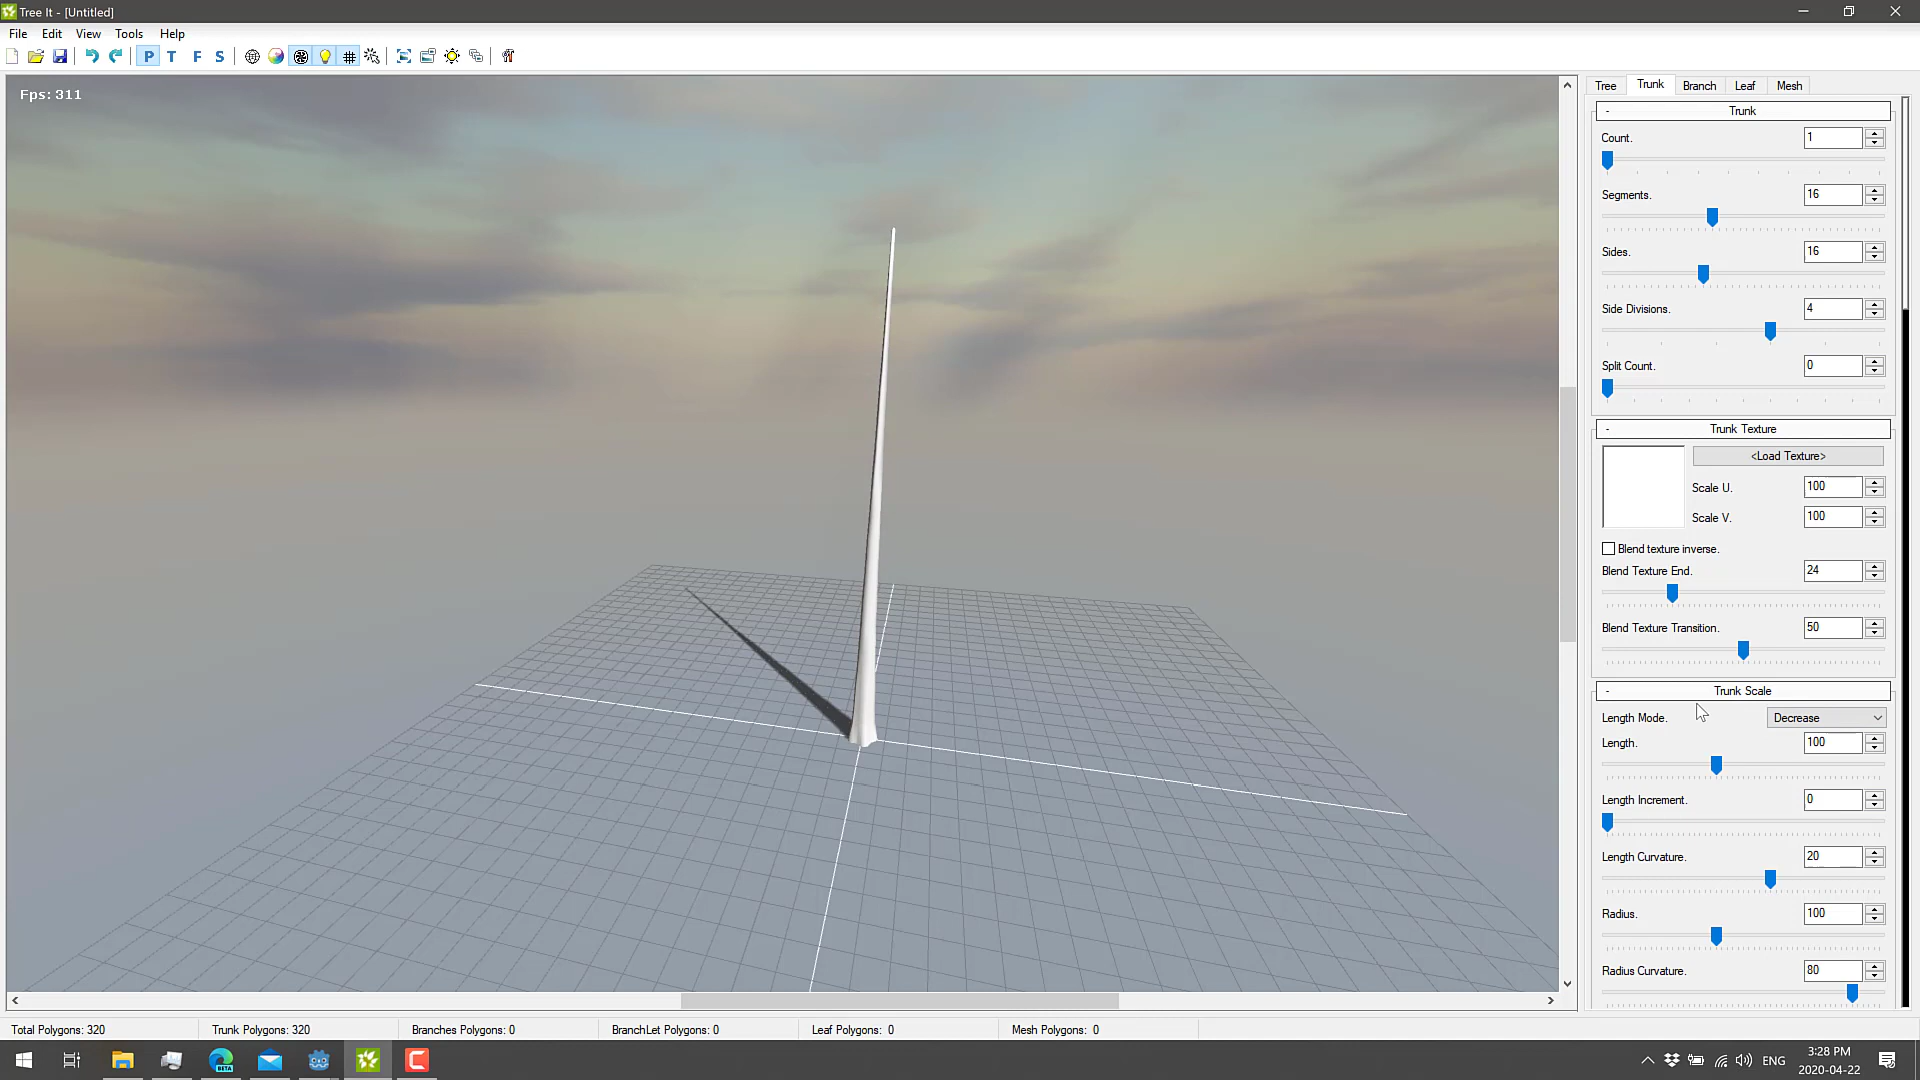 Tree It - [Untitled]
File Edit View Tools Help
P T F S
Fps: 311
Tree Trunk Branch Leaf Mesh
- Trunk
Count. 1
Segments. 16
Sides. 16
Side Divisions. 4
Split Count. 0
- Trunk Texture
<Load Texture>
Scale U. 100
Scale V. 100
Blend texture inverse.
Blend Texture End. 24
Blend Texture Transition. 50
- Trunk Scale
Length Mode. Decrease
Length. 100
Length Increment. 0
Length Curvature. 20
Radius. 100
Radius Curvature. 80
Total Polygons: 320 Trunk Polygons: 320 Branches Polygons: 0 BranchLet Polygons: 0 Leaf Polygons: 0 Mesh Polygons: 0
BETA
C
ENG
3:28 PM
2020-04-22